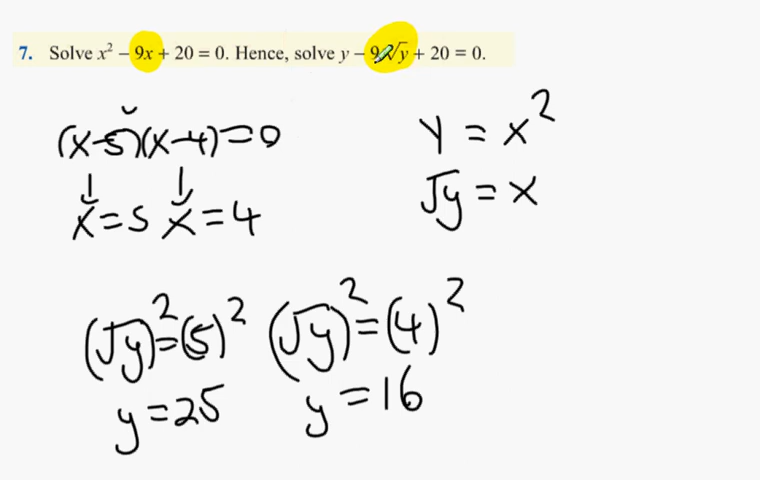 7. Solve x² – 9x + 20 = 0. Hence, solve y – 9√y + 20 = 0.
(x-5)(x-4)=0
y = x²
x=5 x=4
√y = x
(√y)²=(5)² (√y)²=(4)²
y=25 y=16